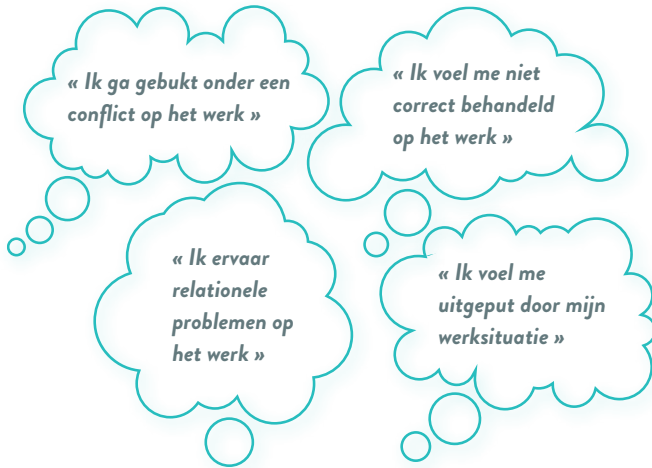 « Ik ga gebukt onder een
conflict op het werk »
« Ik voel me niet
correct behandeld
op het werk »
« Ik ervaar
relationele
problemen op
het werk »
« Ik voel me
uitgeput door mijn
werksituatie »